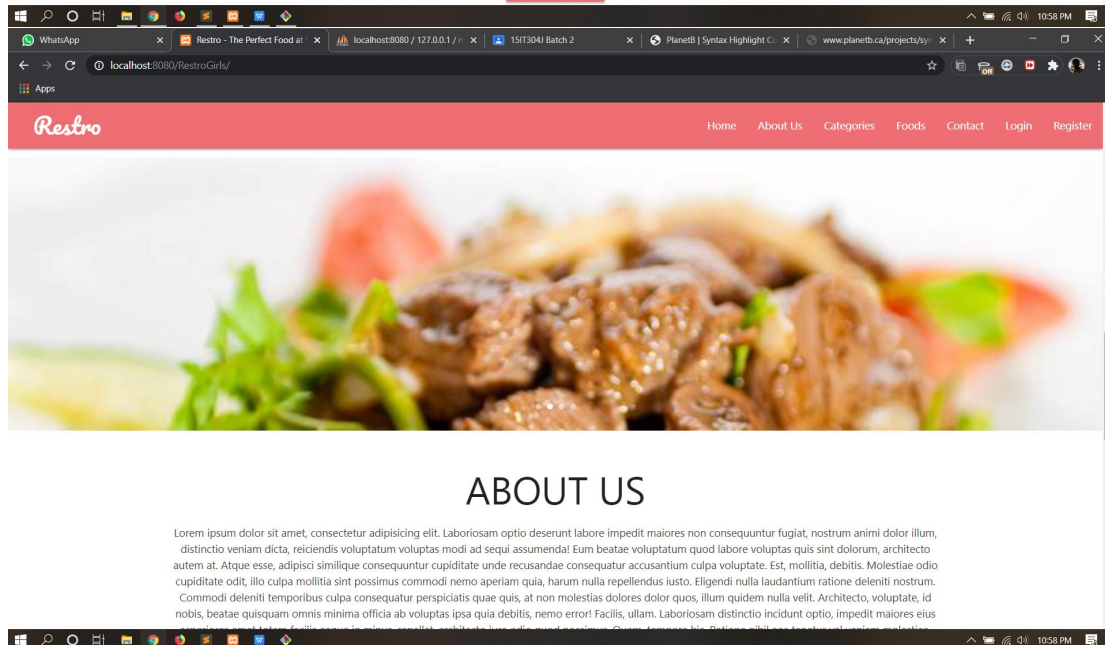 10:58 PM
WhatsApp
Restro - The Perfect Food at
localhost:8080 / 127.0.0.1 /
15IT304J Batch 2
PlanetB | Syntax Highlight
www.planetb.ca/projects/syn
localhost:8080/RestroGirls/
Off
Apps
Restro
Home About Us Categories Foods Contact Login Register
ABOUT US
Lorem ipsum dolor sit amet, consectetur adipisicing elit. Laboriosam optio deserunt labore impedit maiores non consequuntur fugiat, nostrum animi dolor illum,
distinctio veniam dicta, reiciendis voluptatum voluptas modi ad sequi assumenda! Eum beatae voluptatum quod labore voluptas quis sint dolorum, architecto
autem at. Atque esse, adipisci similique consequuntur cupiditate unde recusandae consequatur accusantium culpa voluptate. Est, mollitia, debitis. Molestiae odio
cupiditate odit, illo culpa mollitia sint possimus commodi nemo aperiam quia, harum nulla repellendus iusto. Eligendi nulla laudantium ratione deleniti nostrum.
Commodi deleniti temporibus culpa consequatur perspiciatis quae quis, at non molestias dolores dolor quos, illum quidem nulla velit. Architecto, voluptate, id
nobis, beatae quisquam omnis minima officia ab voluptas ipsa quia debitis, nemo error! Facilis, ullam. Laboriosam distinctio incidunt optio, impedit maiores eius
10:58 PM